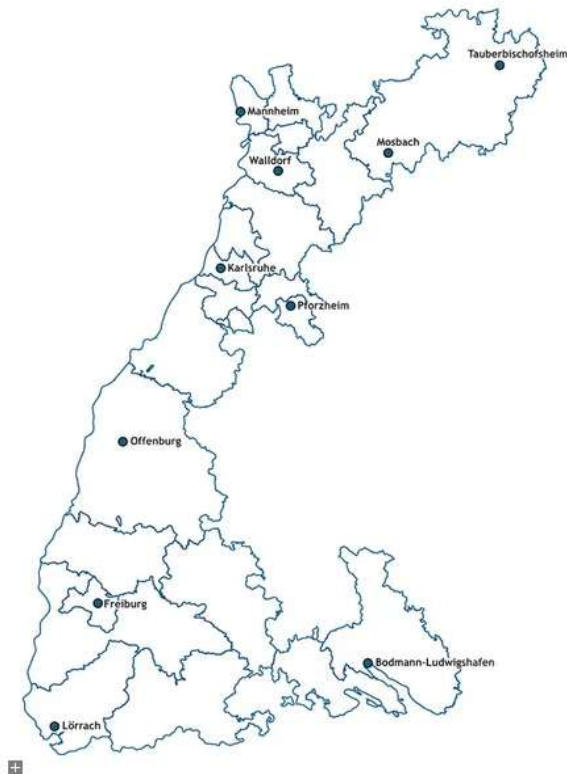 Tauberbischofsheim
Mannheim
Mosbach
Walldorf
Karlsruhe
Pforzheim
Offenburg
Freiburg
Bodmann-Ludwigshafen
Lörrach